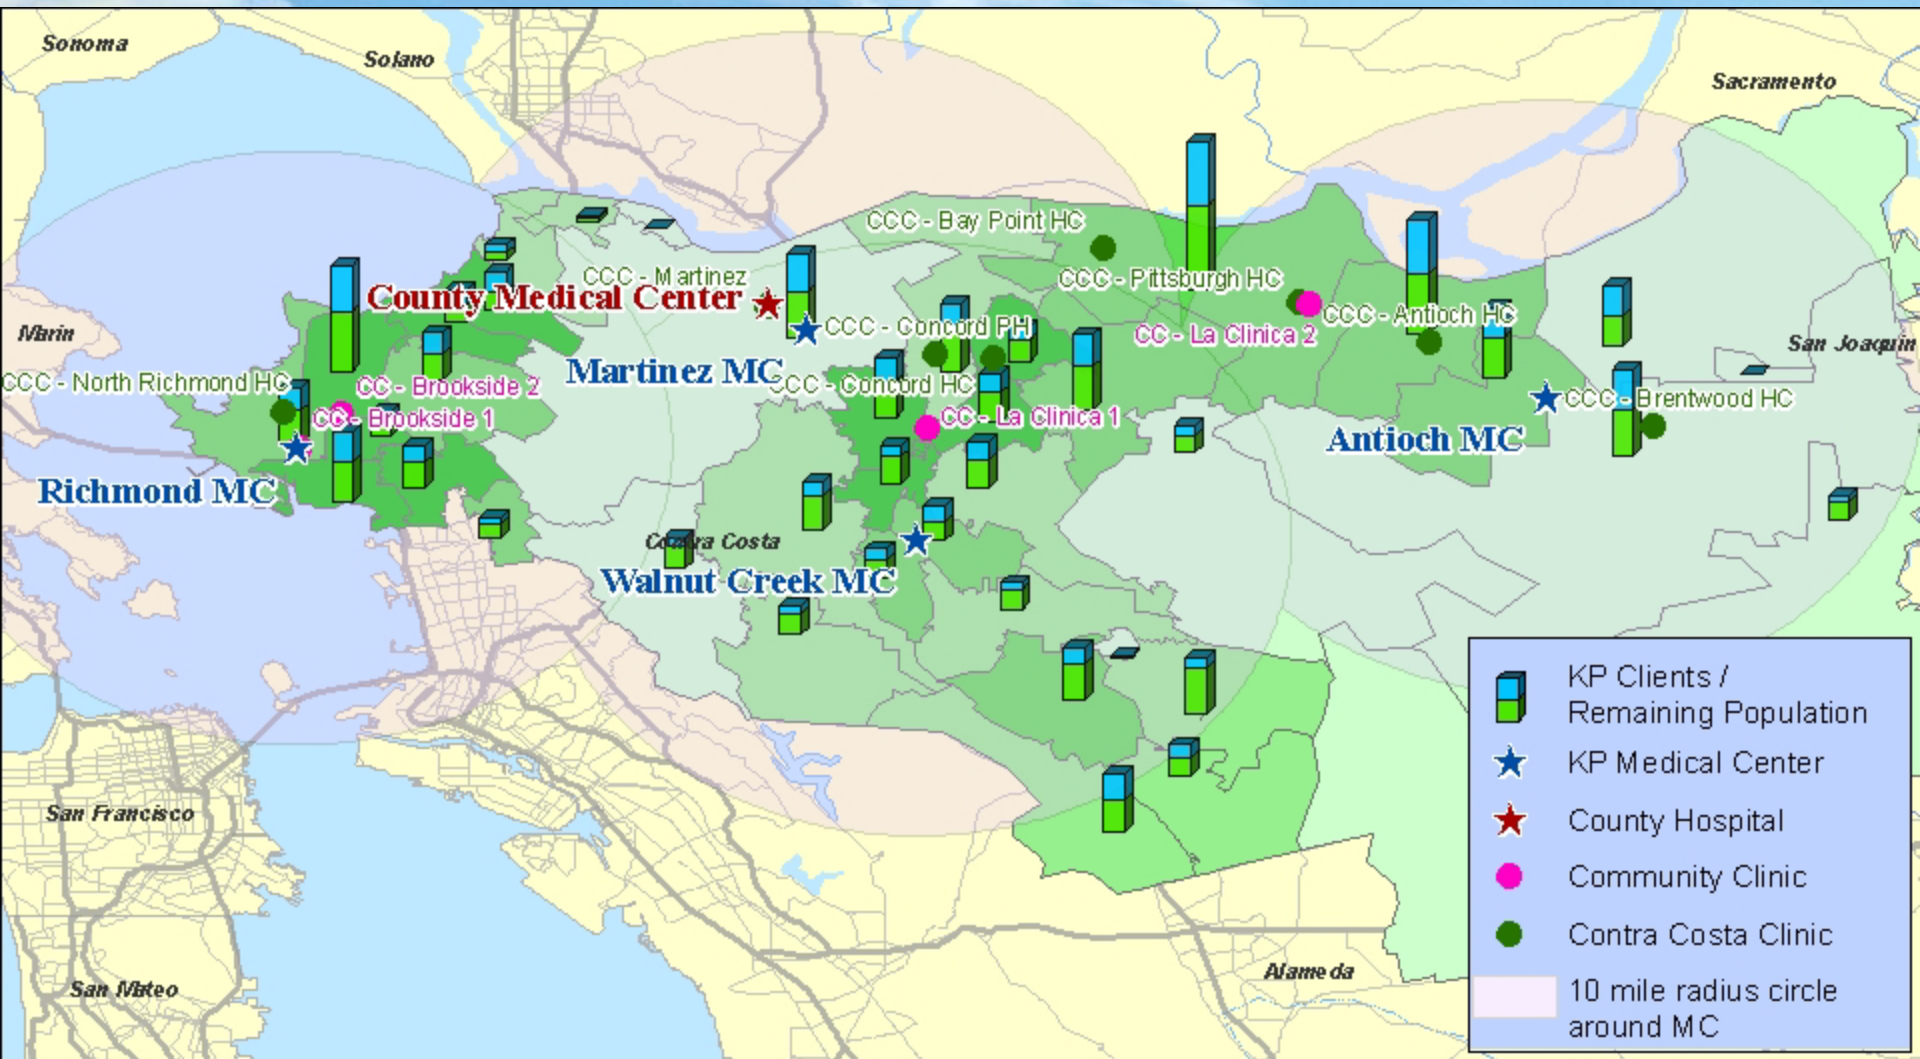 Sonoma
Solano
Sacramento
CCC - Bay Point HC
CCC - Martinez
CCC - Pittsburgh HC
County Medical Center
CCC - Antioch HC
CCC - Concord PH
CC - La Clinica 2
Marin
San Joaquin
Martinez MC
CCC - North Richmond HC
CC - Brookside 2
CCC - Concord HC
CCC - Brentwood HC
CC - Brookside 1
CC - La Clinica 1
Antioch MC
Richmond MC
Contra Costa
Walnut Creek MC
San Francisco
Alameda
San Mateo
KP Clients /
Remaining Population
KP Medical Center
County Hospital
Community Clinic
Contra Costa Clinic
10 mile radius circle
around MC